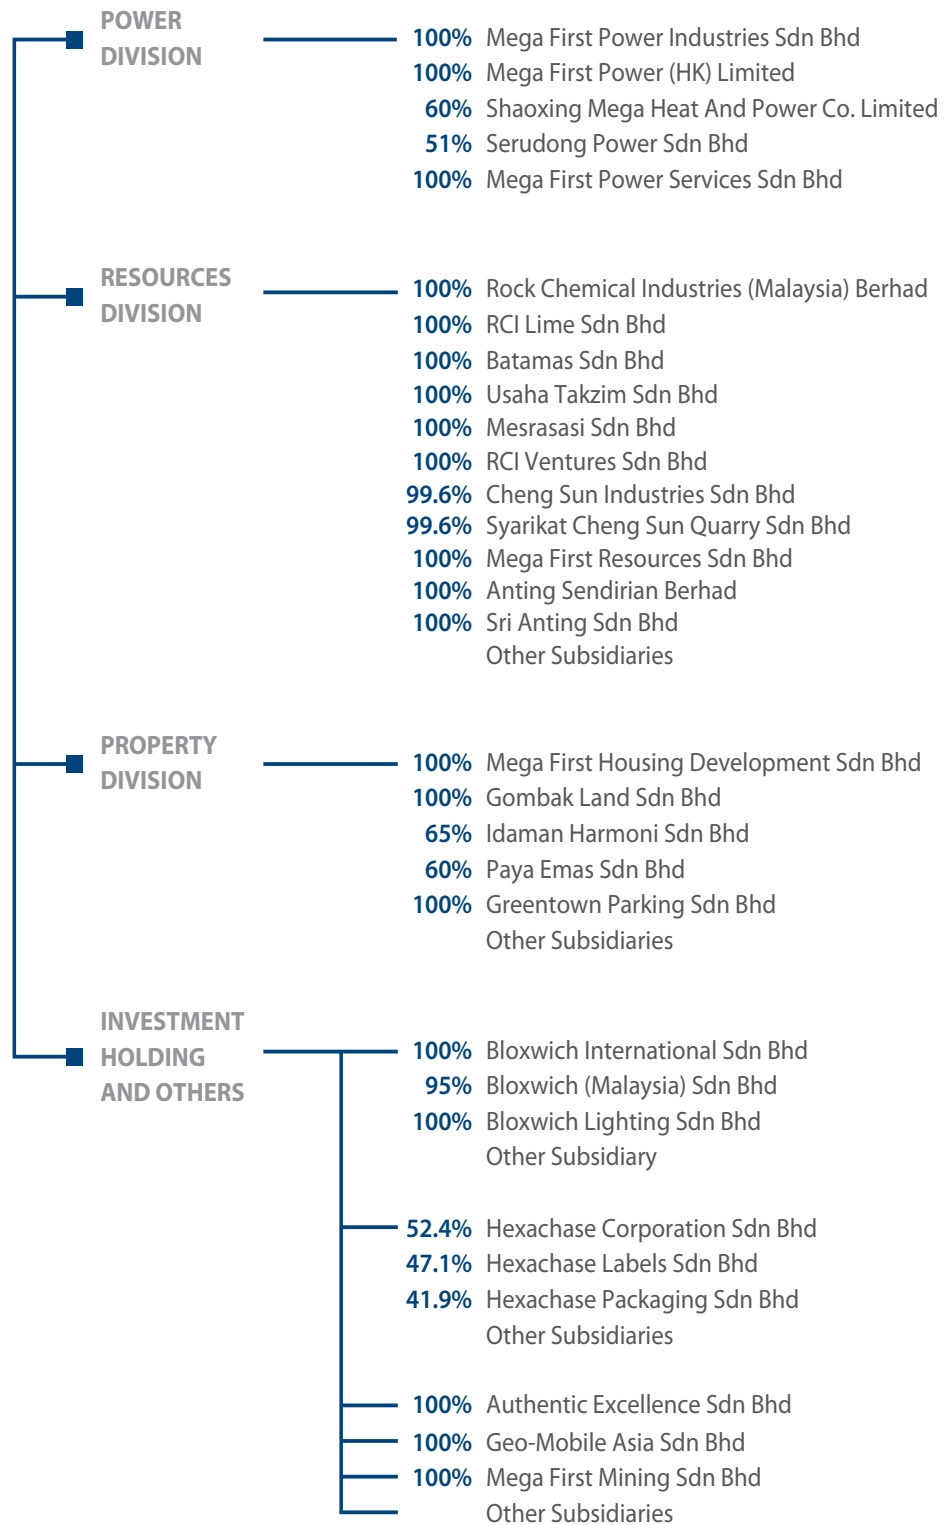 POWER
DIVISION
100% Mega First Power Industries Sdn Bhd
100% Mega First Power (HK) Limited
60% Shaoxing Mega Heat And Power Co. Limited
51% Serudong Power Sdn Bhd
100% Mega First Power Services Sdn Bhd
RESOURCES
DIVISION
100% Rock Chemical Industries (Malaysia) Berhad
100% RCI Lime Sdn Bhd
100% Batamas Sdn Bhd
100% Usaha Takzim Sdn Bhd
100% Mesrasasi Sdn Bhd
100% RCI Ventures Sdn Bhd
99.6% Cheng Sun Industries Sdn Bhd
99.6% Syarikat Cheng Sun Quarry Sdn Bhd
100% Mega First Resources Sdn Bhd
100% Anting Sendirian Berhad
100% Sri Anting Sdn Bhd
Other Subsidiaries
PROPERTY
DIVISION
100% Mega First Housing Development Sdn Bhd
100% Gombak Land Sdn Bhd
65% Idaman Harmoni Sdn Bhd
60% Paya Emas Sdn Bhd
100% Greentown Parking Sdn Bhd
Other Subsidiaries
INVESTMENT
HOLDING
AND OTHERS
100% Bloxwich International Sdn Bhd
95% Bloxwich (Malaysia) Sdn Bhd
100% Bloxwich Lighting Sdn Bhd
Other Subsidiary
52.4% Hexachase Corporation Sdn Bhd
47.1% Hexachase Labels Sdn Bhd
41.9% Hexachase Packaging Sdn Bhd
Other Subsidiaries
100% Authentic Excellence Sdn Bhd
100% Geo-Mobile Asia Sdn Bhd
100% Mega First Mining Sdn Bhd
Other Subsidiaries